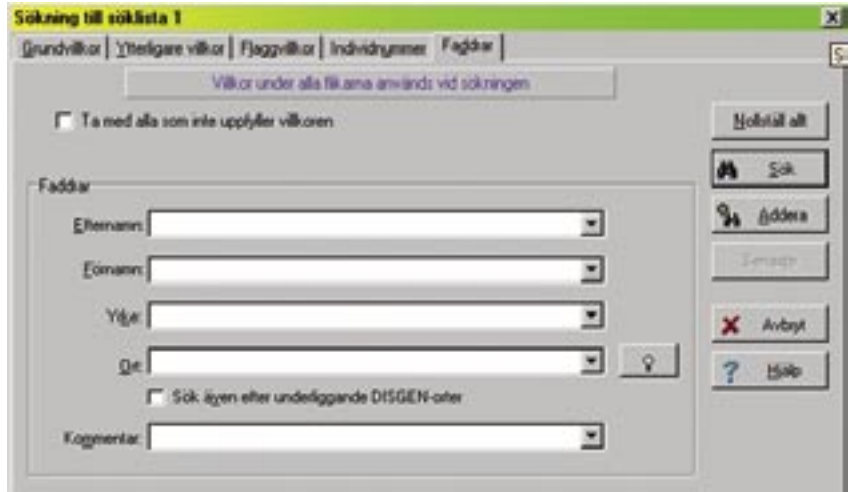 Sökning till söklista 1
Grundvillkor
Ytterligare villkor
Flaggvillkor
Individnummer
Faddrar
Villkor under alla flikarna används vid sökningen
Ta med alla som inte uppfyller villkoren
Nollställ allt
Sök
Addera
Avbryt
Hjälp
Faddrar
Efternamn:
Förnamn:
Yrke:
Ort:
Sök även efter underliggande DISGEN-orter
Kommentar: